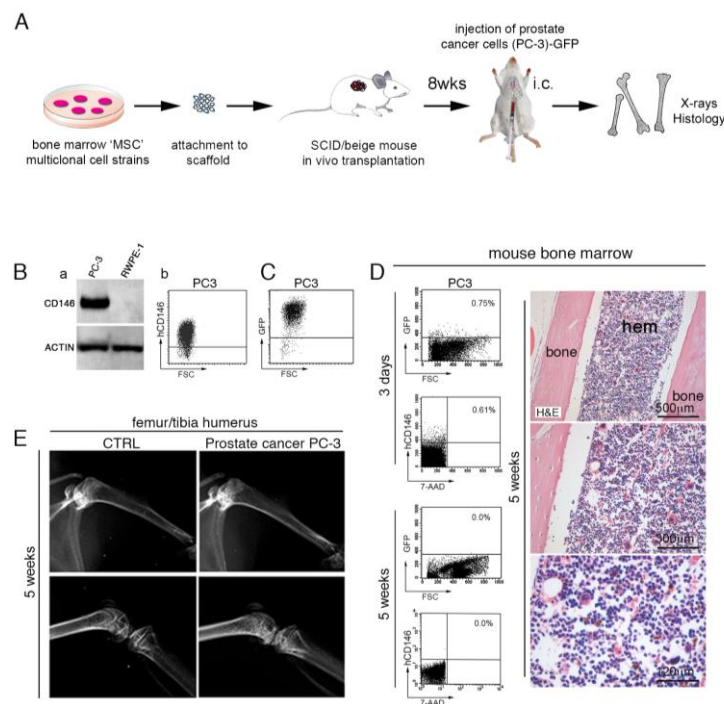 A
injection of prostate
cancer cells (PC-3)-GFP
8wks
i.c.
bone marrow 'MSC'
multiclonal cell strains
attachment to
scaffold
SCID/beige mouse
in vivo transplantation
X-rays
Histology
mouse bone marrow
B
a
PC-3
RWPE-1
CD146
ACTIN
b
PC3
hCD146
FSC
C
PC3
GFP
FSC
D
3 days
PC3
0.75%
GFP
FSC
0.61%
hCD146
7-AAD
5 weeks
0.0%
GFP
FSC
0.0%
hCD146
7-AAD
5 weeks
hem
bone
bone
H&E
500µm
300µm
120µm
E
femur/tibia humerus
CTRL
Prostate cancer PC-3
5 weeks